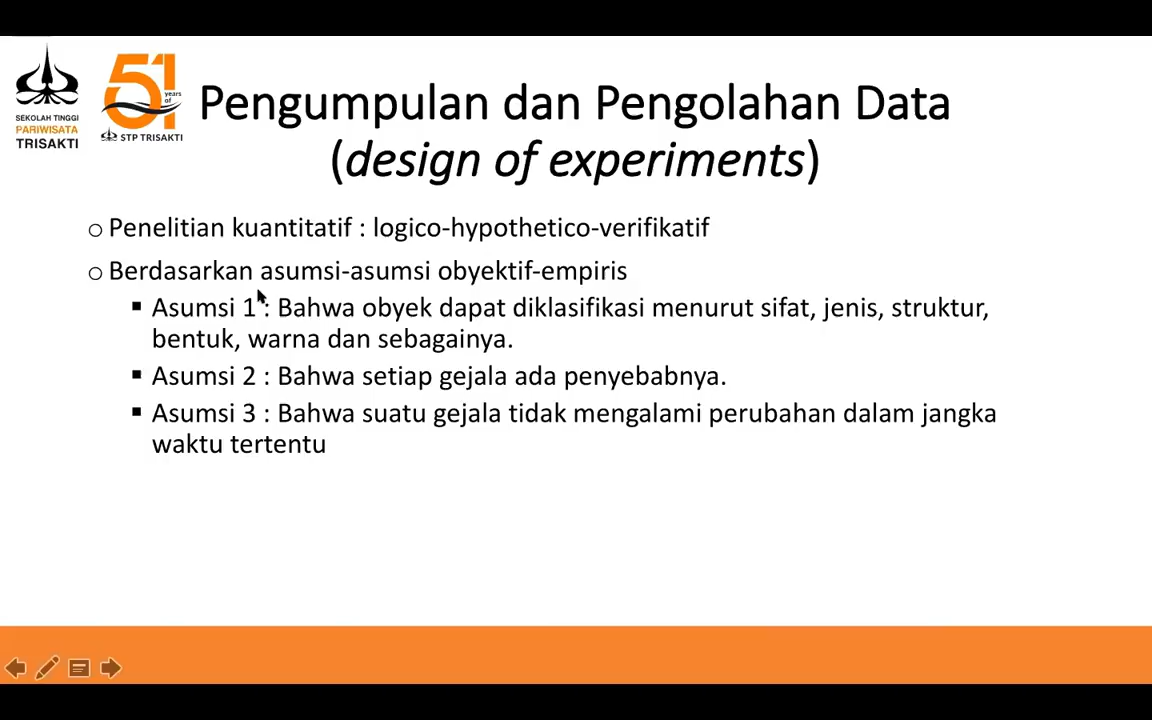 SEKOLAH TINGGI
PARIWISATA
TRISAKTI
51
years
of
STP TRISAKTI
Pengumpulan dan Pengolahan Data
(design of experiments)
o Penelitian kuantitatif : logico-hypothetico-verifikatif
o Berdasarkan asumsi-asumsi obyektif-empiris
▪ Asumsi 1 : Bahwa obyek dapat diklasifikasi menurut sifat, jenis, struktur,
bentuk, warna dan sebagainya.
▪ Asumsi 2 : Bahwa setiap gejala ada penyebabnya.
▪ Asumsi 3 : Bahwa suatu gejala tidak mengalami perubahan dalam jangka
waktu tertentu